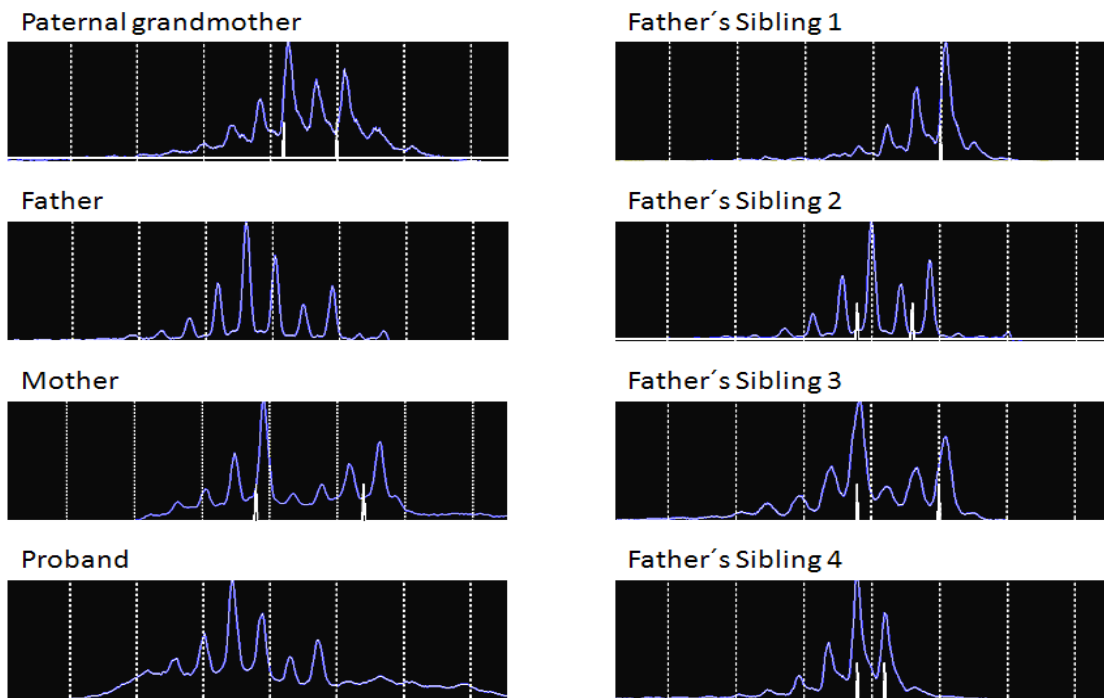 Paternal grandmother
Father´s Sibling 1
Father
Father´s Sibling 2
Mother
Father´s Sibling 3
Proband
Father´s Sibling 4